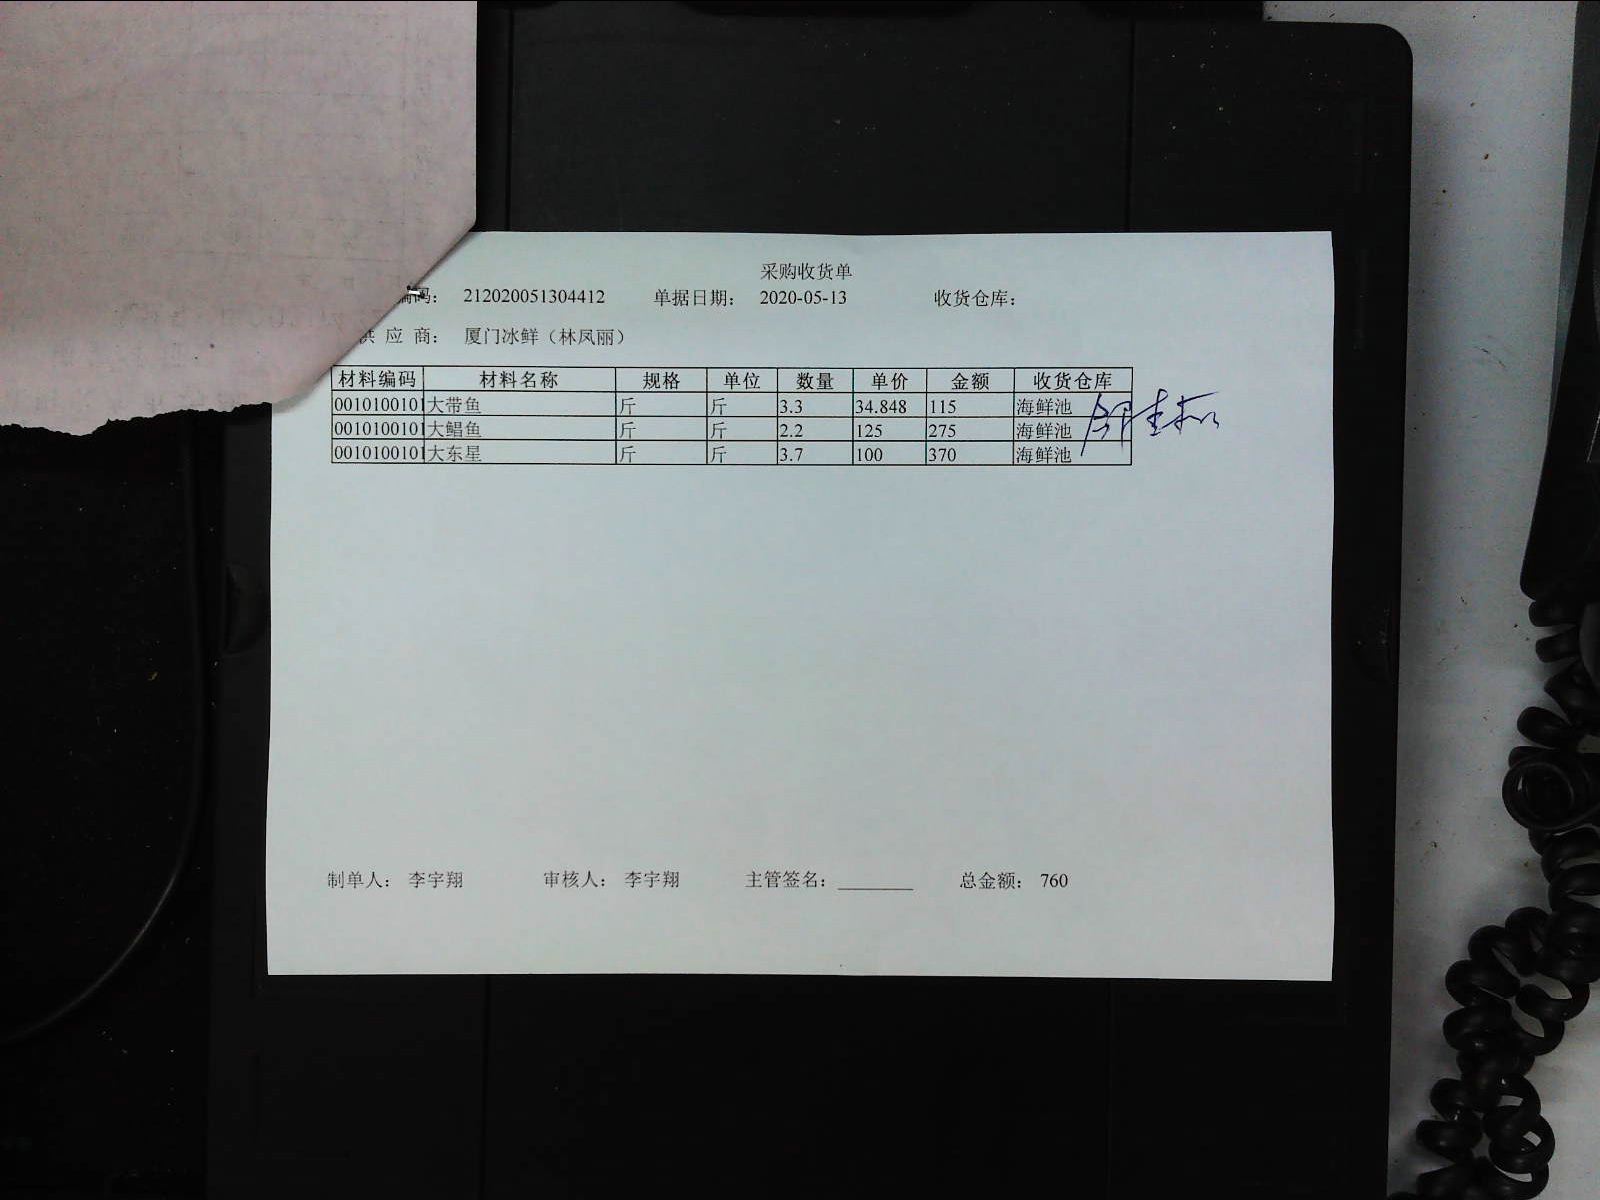 采购收货单
编码： 212020051304412 单据日期： 2020-05-13 收货仓库：
供 应 商： 厦门冰鲜（林凤丽）
材料编码 材料名称 规格 单位 数量 单价 金额 收货仓库
0010100101 大带鱼 斤 斤 3.3 34.848 115 海鲜池
0010100101 大鲳鱼 斤 斤 2.2 125 275 海鲜池
0010100101 大东星 斤 斤 3.7 100 370 海鲜池
制单人： 李宇翔 审核人： 李宇翔 主管签名：________ 总金额： 760